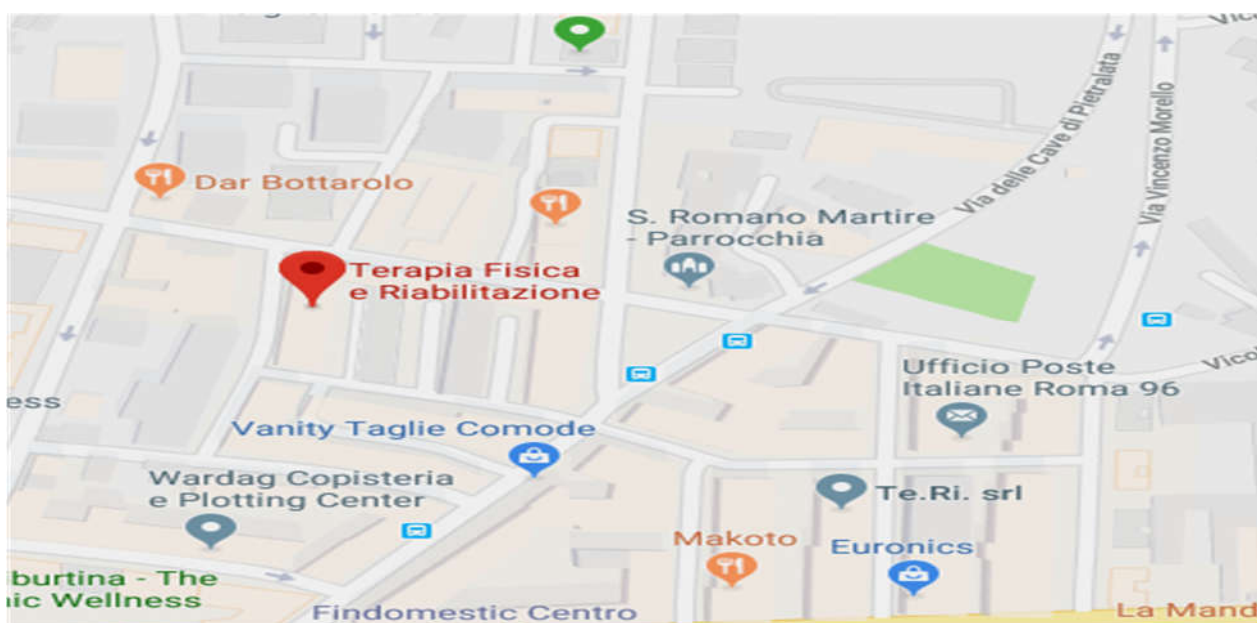 Dar Bottarolo
S. Romano Martire
- Parrocchia
Via delle Cave di Pietralata
Via Vincenzo Morello
Terapia Fisica
e Riabilitazione
Ufficio Poste
Italiane Roma 96
Vanity Taglie Comode
Wardag Copisteria
e Plotting Center
Te.Ri. srl
Makoto
Euronics
iburtina - The
nic Wellness
Findomestic Centro
La Mand
ess
Vicol